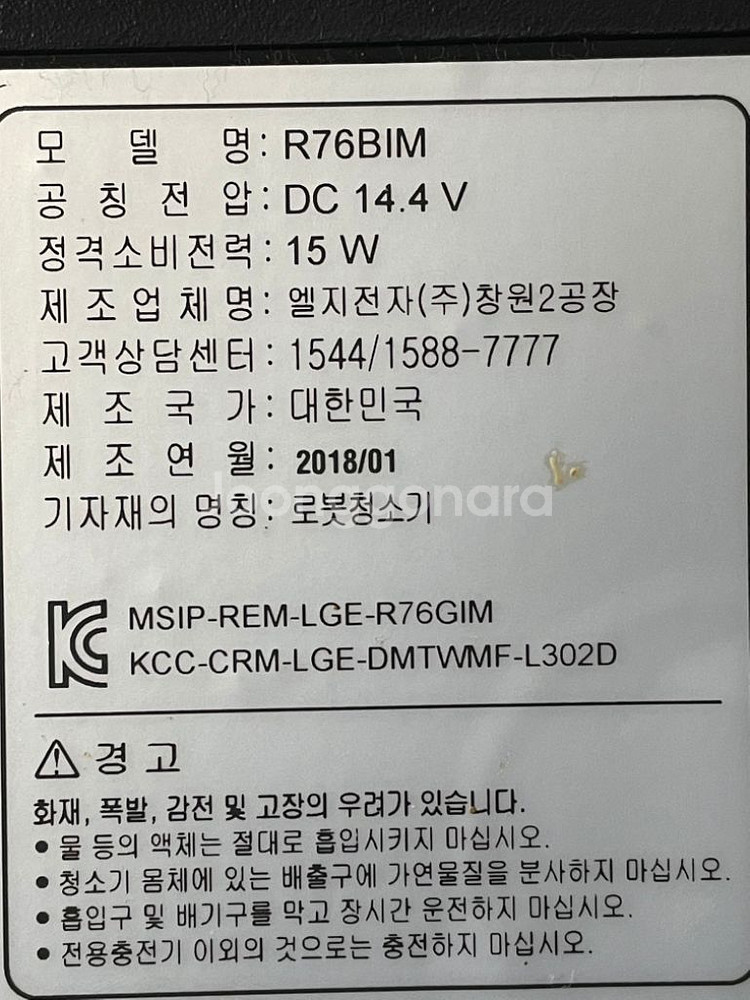 모 델 명: R76BIM
공 칭 전 압: DC 14.4 V
정격소비전력: 15 W
제 조 업 체 명: 엘지전자(주)창원2공장
고객상담센터: 1544/1588-7777
제 조 국 가: 대한민국
제 조 연 월: 2018/01
joonggonara
기자재의 명칭: 로봇청소기
MSIP-REM-LGE-R76GIM
KCC-CRM-LGE-DMTWMF-L302D
경 고
화재, 폭발, 감전 및 고장의 우려가 있습니다.
• 물 등의 액체는 절대로 흡입시키지 마십시오.
• 청소기 몸체에 있는 배출구에 가연물질을 분사하지 마십시오.
• 흡입구 및 배기구를 막고 장시간 운전하지 마십시오.
• 전용충전기 이외의 것으로는 충전하지 마십시오.